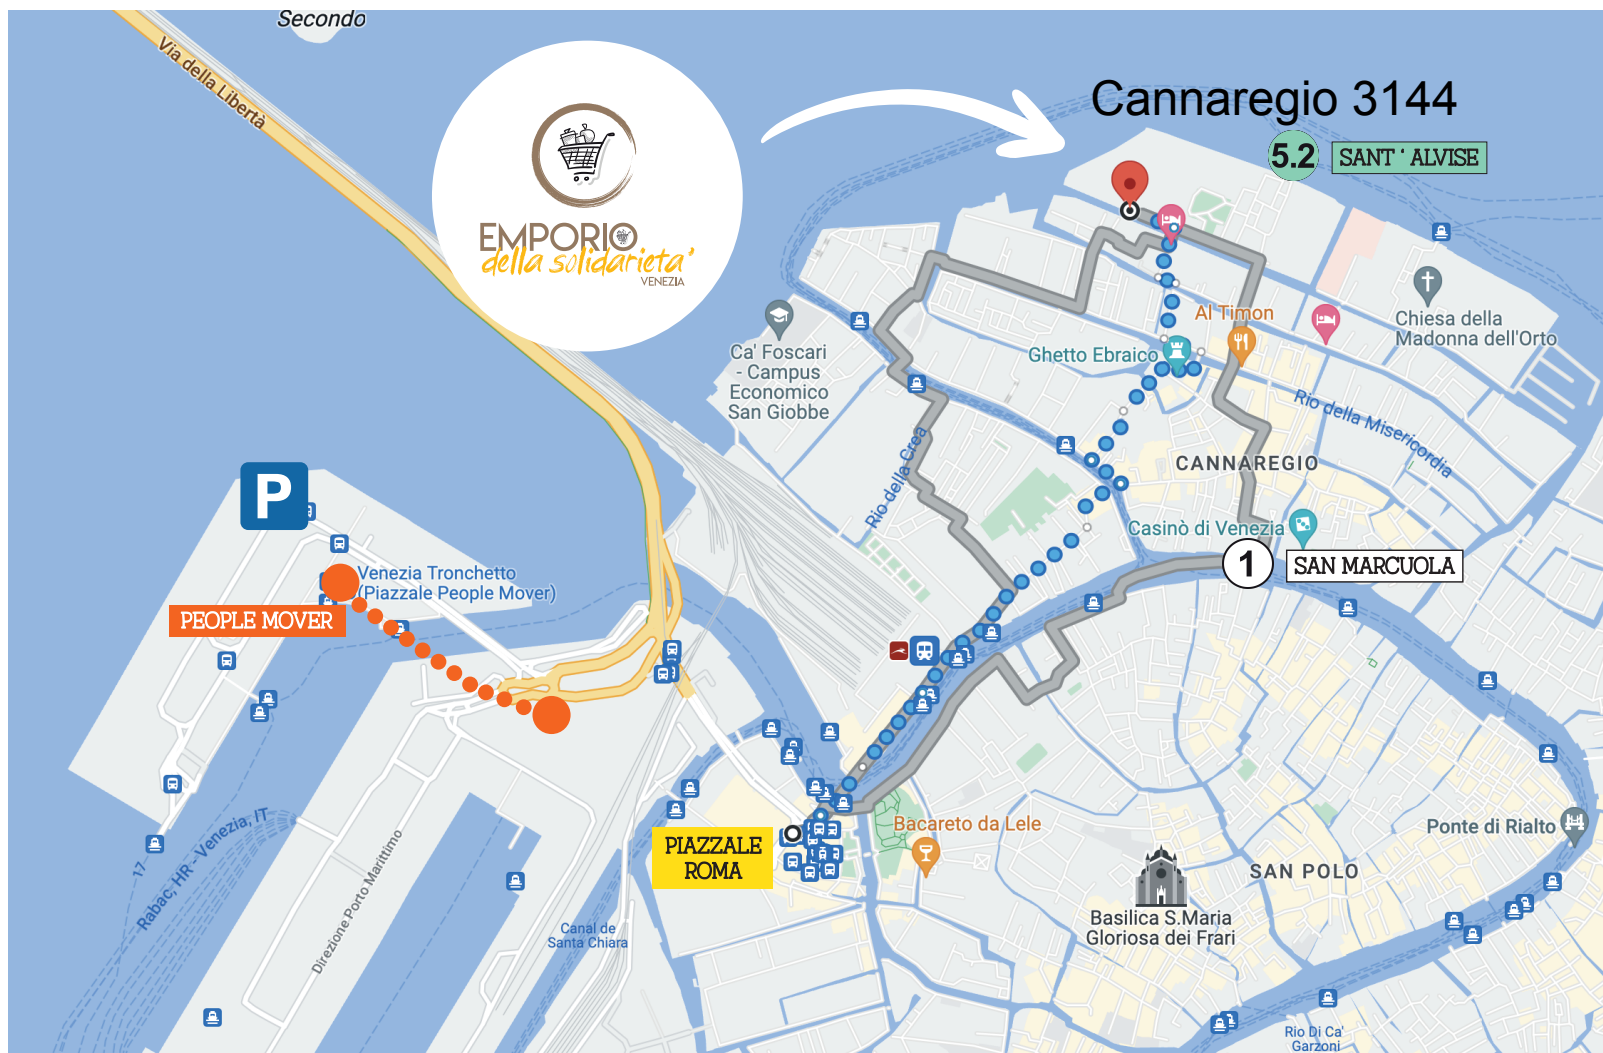 Secondo
Via della Libertà
EMPORIO
della solidarieta'
VENEZIA
Cannaregio 3144
5.2
SANT ' ALVISE
Al Timon
Chiesa della
Madonna dell'Orto
Ca' Foscari
- Campus
Economico
San Giobbe
Ghetto Ebraico
Rio della Misericordia
Rio della Crea
CANNAREGIO
P
Casinò di Venezia
1
SAN MARCUOLA
Venezia Tronchetto
(Piazzale People Mover)
PEOPLE MOVER
PIAZZALE
ROMA
Bacareto da Lele
Ponte di Rialto
SAN POLO
Basilica S.Maria
Gloriosa dei Frari
17
Rabac, HR - Venezia, IT
Direzione Porto Marittimo
Canal de
Santa Chiara
Rio Di Ca'
Garzoni